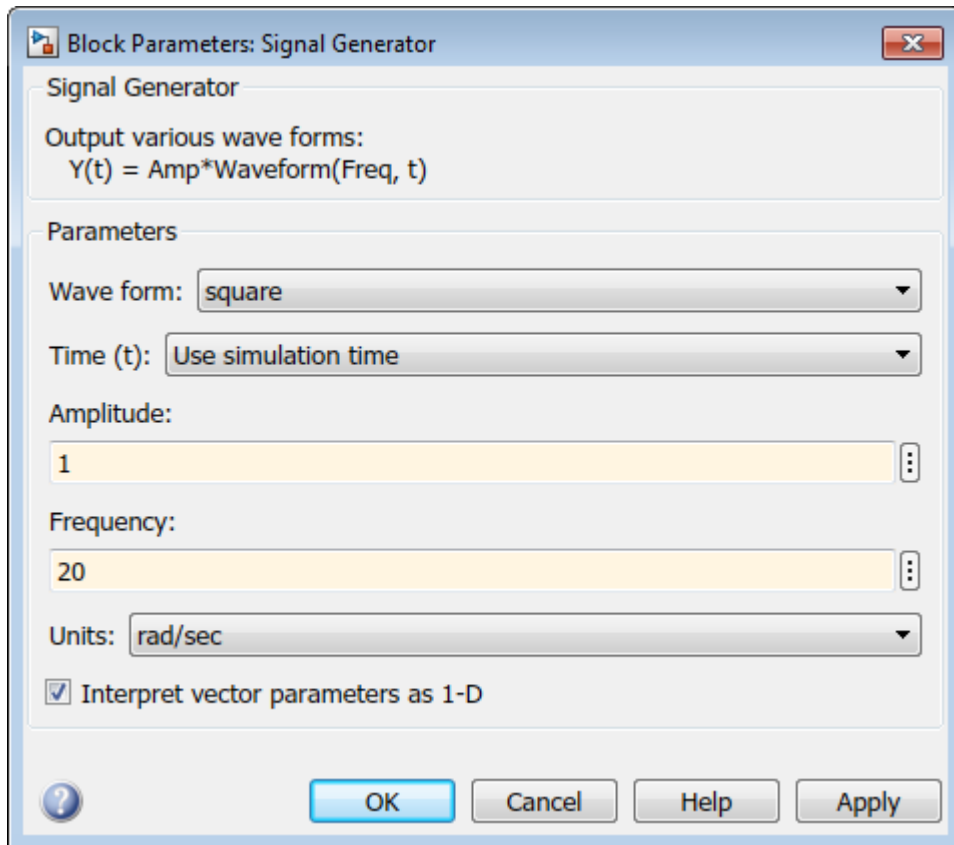 Block Parameters: Signal Generator
Signal Generator
Output various wave forms:
Y(t) = Amp*Waveform(Freq, t)
Parameters
Wave form: square
Time (t): Use simulation time
Amplitude:
1
Frequency:
20
Units: rad/sec
Interpret vector parameters as 1-D
? OK Cancel Help Apply